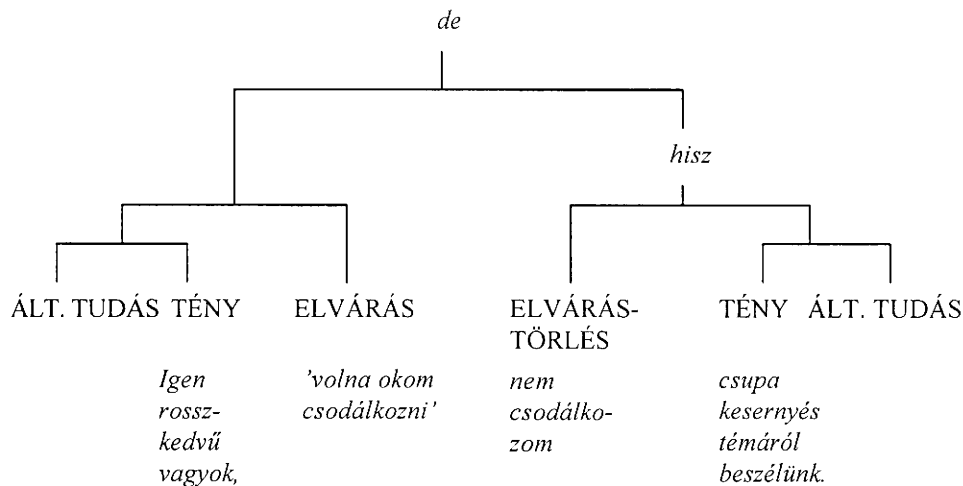 de
hisz
ÁLT. TUDÁS TÉNY ELVÁRÁS ELVÁRÁS- TÉNY ÁLT. TUDÁS
TÖRLÉS
Igen ’volna okom nem csupa
rossz- csodálkozni’ csodálko- kesernyés
kedvű zom témáról
vagyok, beszélünk.